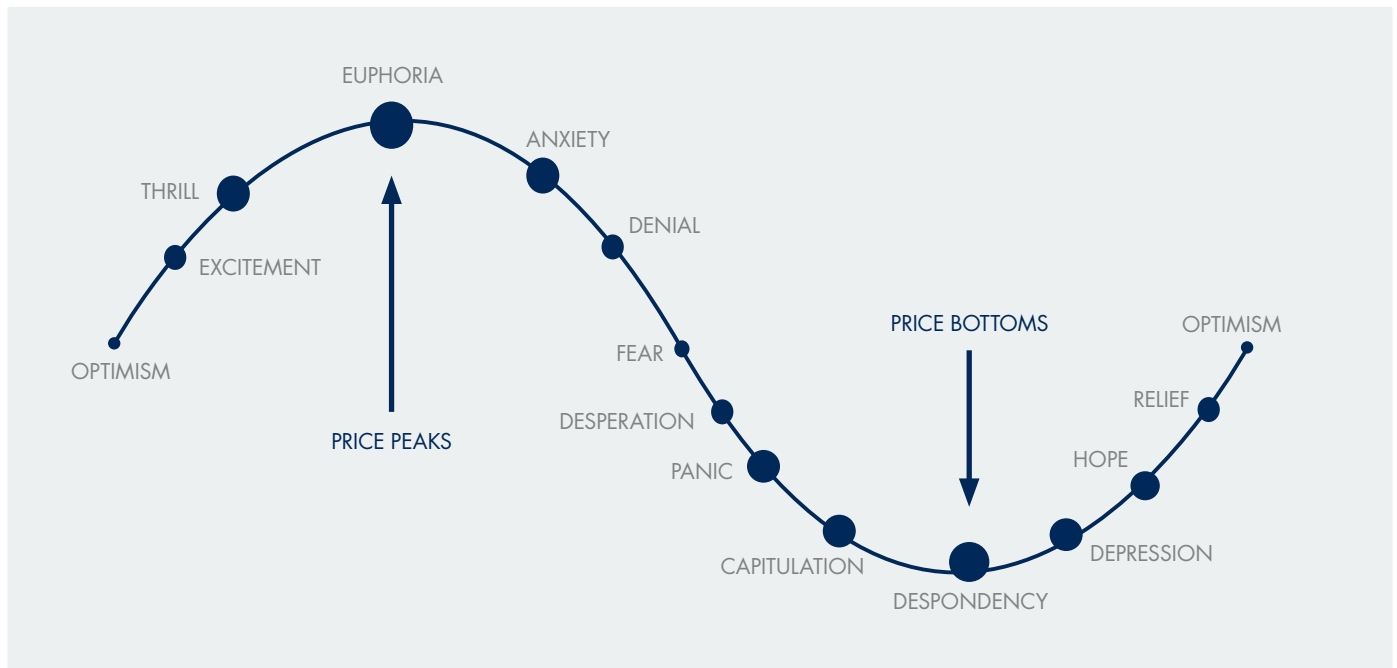 EUPHORIA
ANXIETY
THRILL
DENIAL
EXCITEMENT
PRICE BOTTOMS
OPTIMISM
FEAR
OPTIMISM
RELIEF
DESPERATION
PRICE PEAKS
HOPE
PANIC
DEPRESSION
CAPITULATION
DESPONDENCY